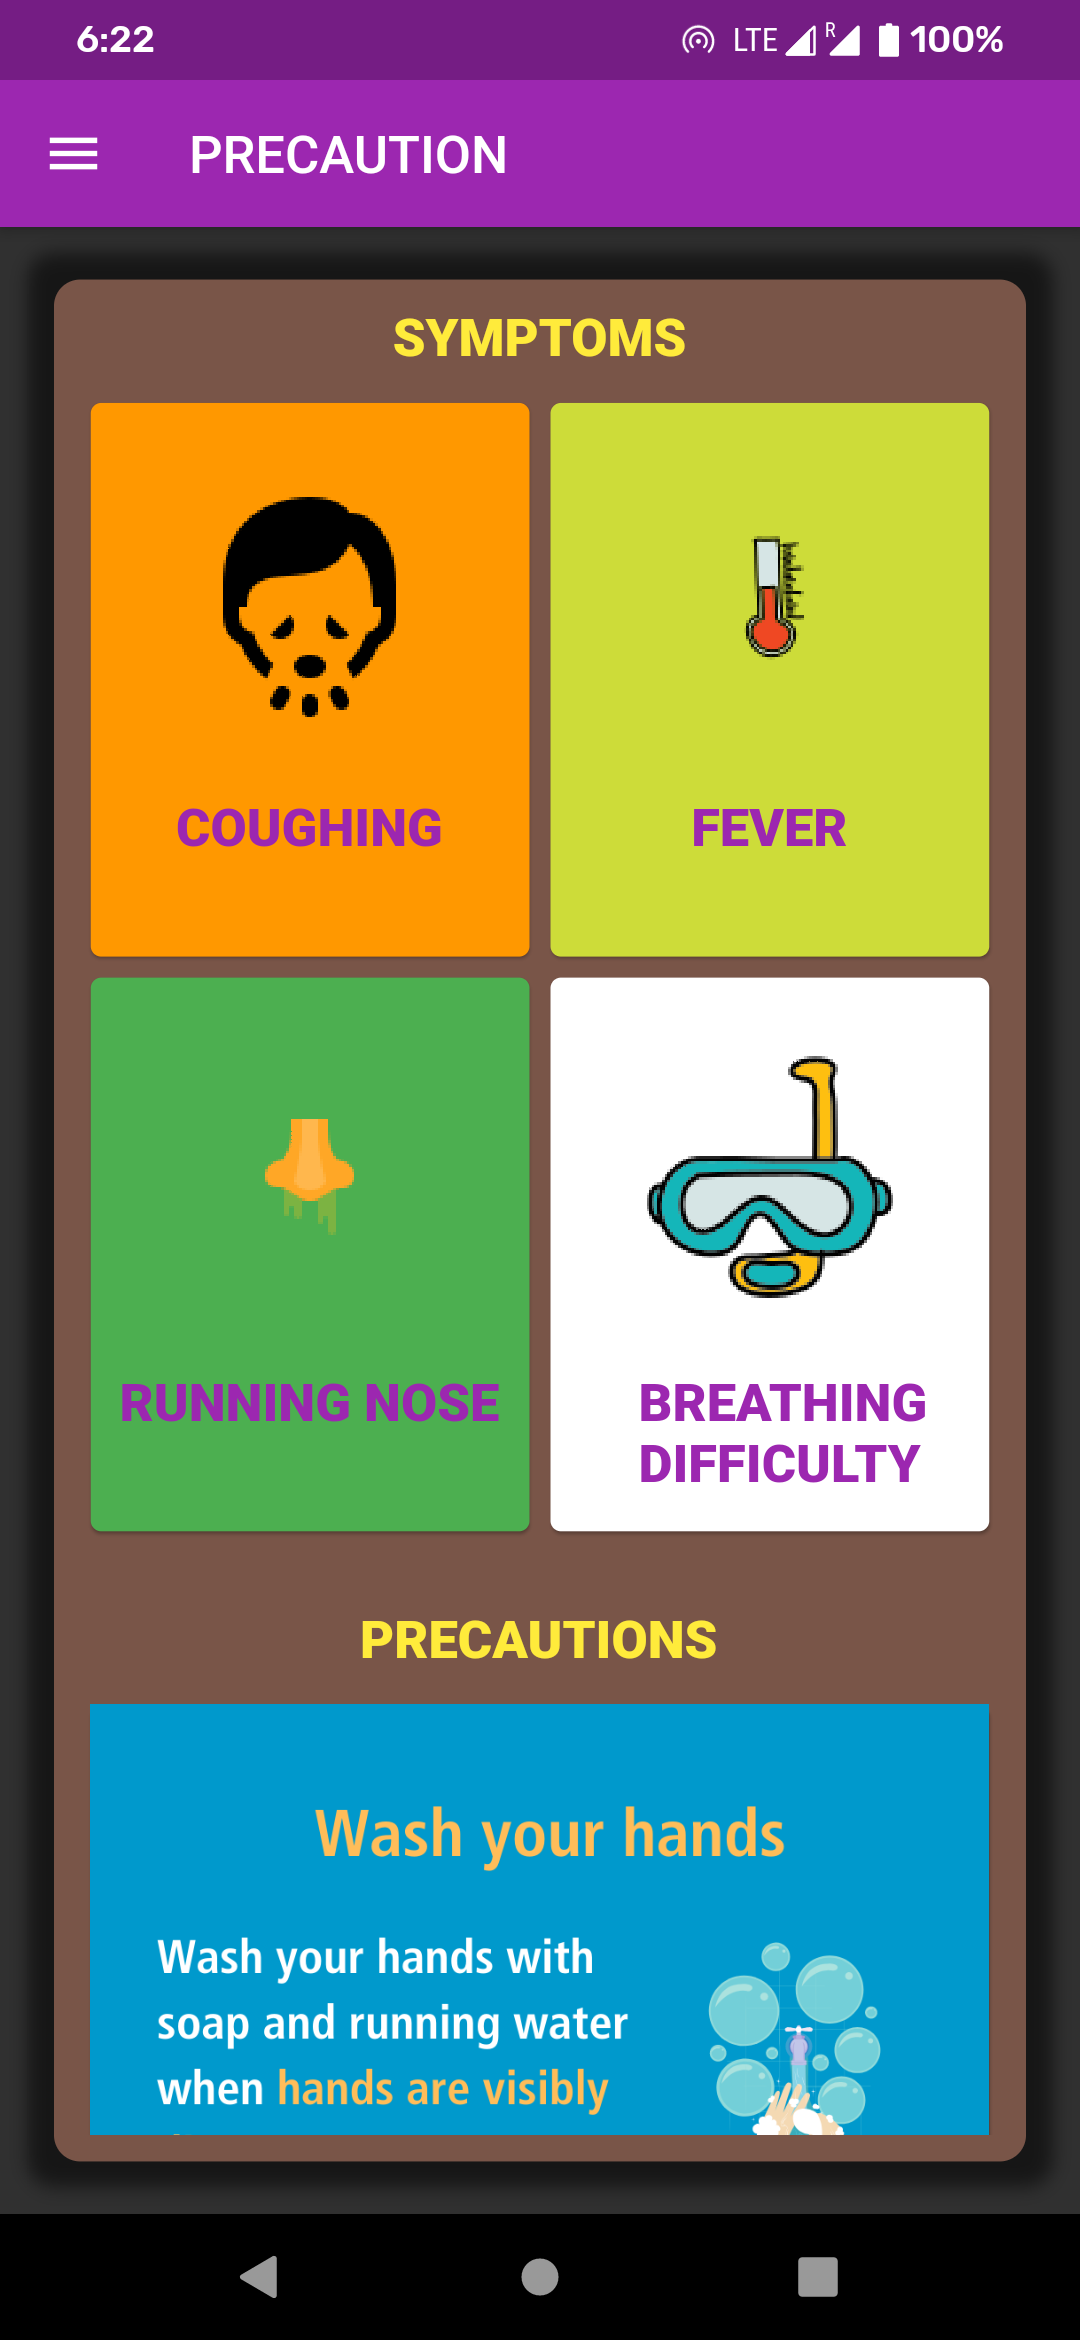 6:22
LTE R 100%
PRECAUTION
SYMPTOMS
COUGHING
FEVER
RUNNING NOSE
BREATHING
DIFFICULTY
PRECAUTIONS
Wash your hands
Wash your hands with
soap and running water
when hands are visibly